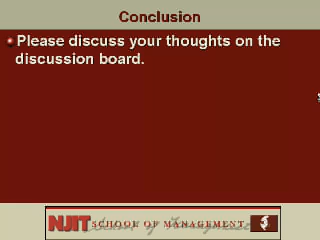 Conclusion
Please discuss your thoughts on the
discussion board.
NJIT SCHOOL OF MANAGEMENT